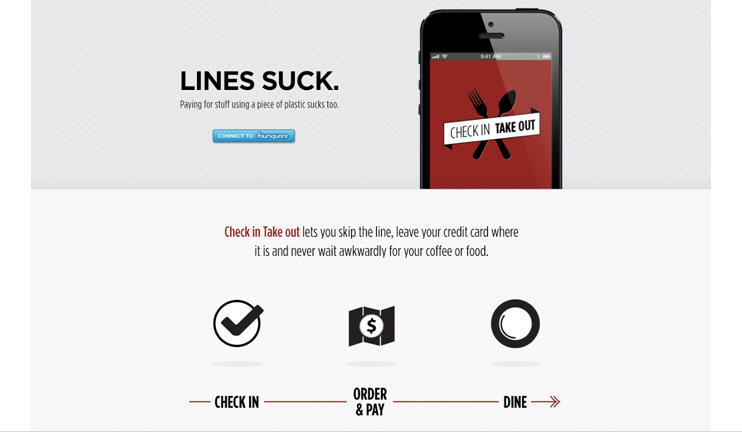 LINES SUCK.
Paying for stuff using a piece of plastic sucks too.
CONNECT TO foursquare
9:41 AM
CHECK IN TAKE OUT
Check in Take out lets you skip the line, leave your credit card where
it is and never wait awkwardly for your coffee or food.
$
CHECK IN
ORDER
& PAY
DINE